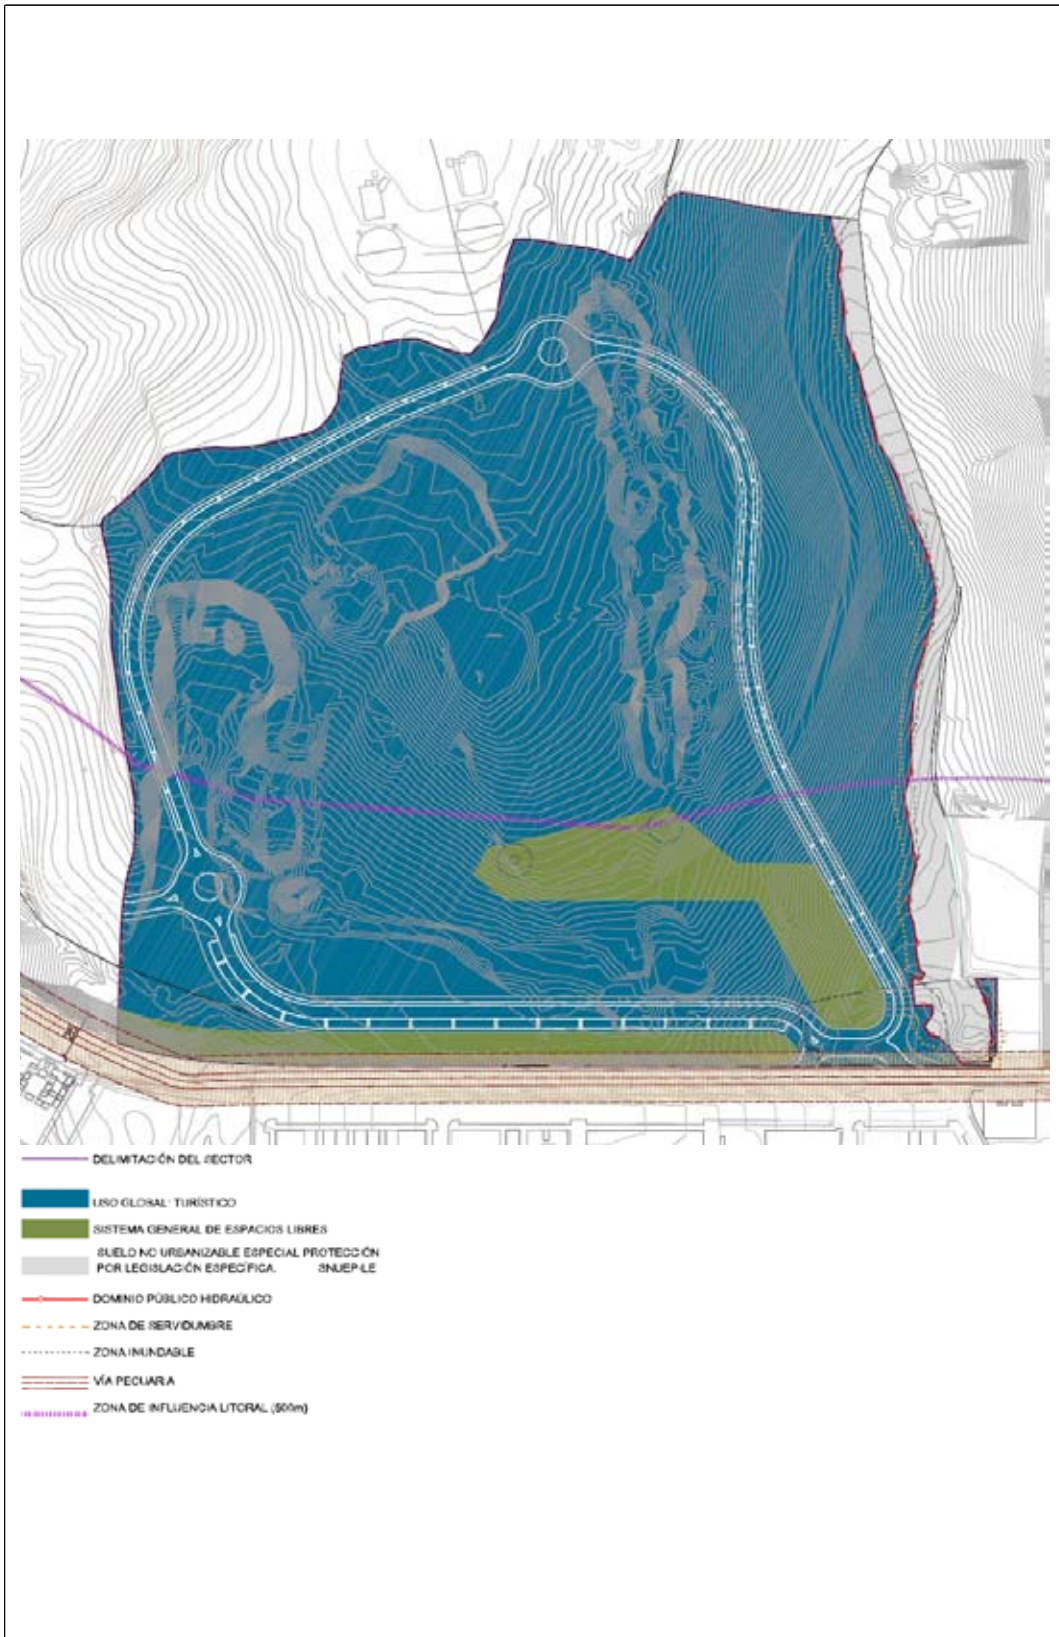 DELIMITACIÓN DEL SECTOR
USO GLOBAL: TURÍSTICO
SISTEMA GENERAL DE ESPACIOS LIBRES
SUELO NO URBANIZABLE ESPECIAL PROTECCIÓN
POR LEGISLACIÓN ESPECÍFICA. SNUEP-LE
DOMINIO PÚBLICO HIDRAÚLICO
ZONA DE SERVIDUMBRE
ZONA INUNDABLE
VÍA PECUARIA
ZONA DE INFLUENCIA LITORAL (500m)